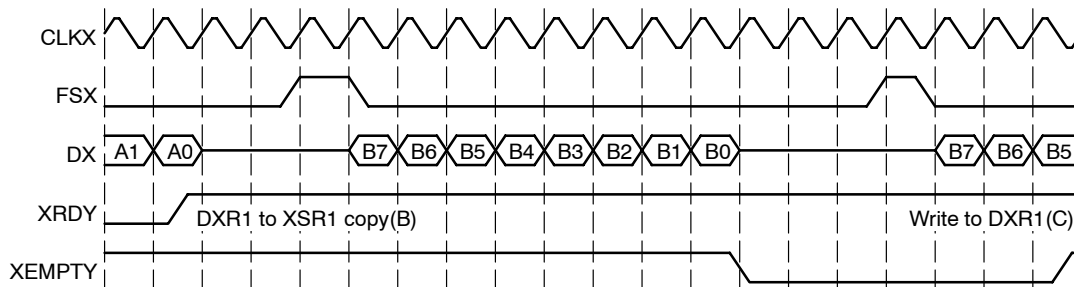 CLKX
FSX
DX A1 A0 B7 B6 B5 B4 B3 B2 B1 B0 B7 B6 B5
XRDY DXR1 to XSR1 copy(B) Write to DXR1(C)
XEMPTY